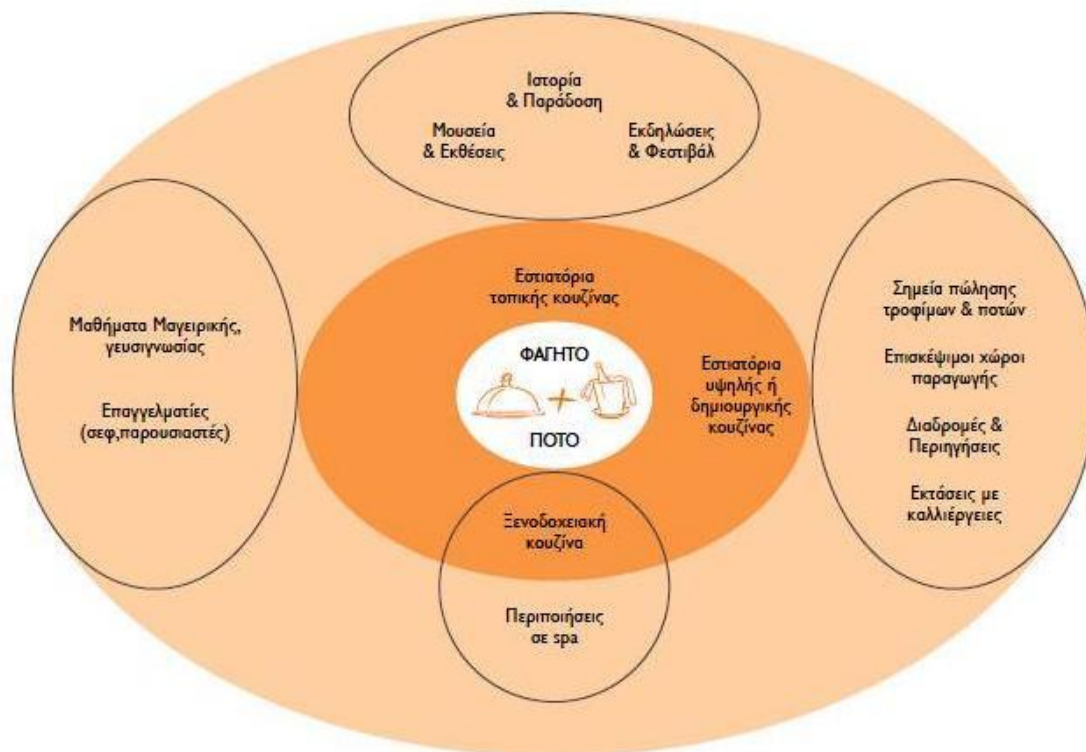 Ιστορία
& Παράδοση
Μουσεία
& Εκθέσεις
Εκδηλώσεις
& Φεστιβάλ
Μαθήματα Μαγειρικής,
γευσιγνωσίας
Επαγγελματίες
(σεφ,παρουσιαστές)
Εστιατόρια
τοπικής κουζίνας
ΦΑΓΗΤΟ
+
ΠΟΤΟ
Εστιατόρια
υψηλής ή
δημιουργικής
κουζίνας
Σημεία πώλησης
τροφίμων & ποτών
Επισκέψιμοι χώροι
παραγωγής
Διαδρομές &
Περιηγήσεις
Εκτάσεις με
καλλιέργειες
Ξενοδοχειακή
κουζίνα
Περιποιήσεις
σε spa